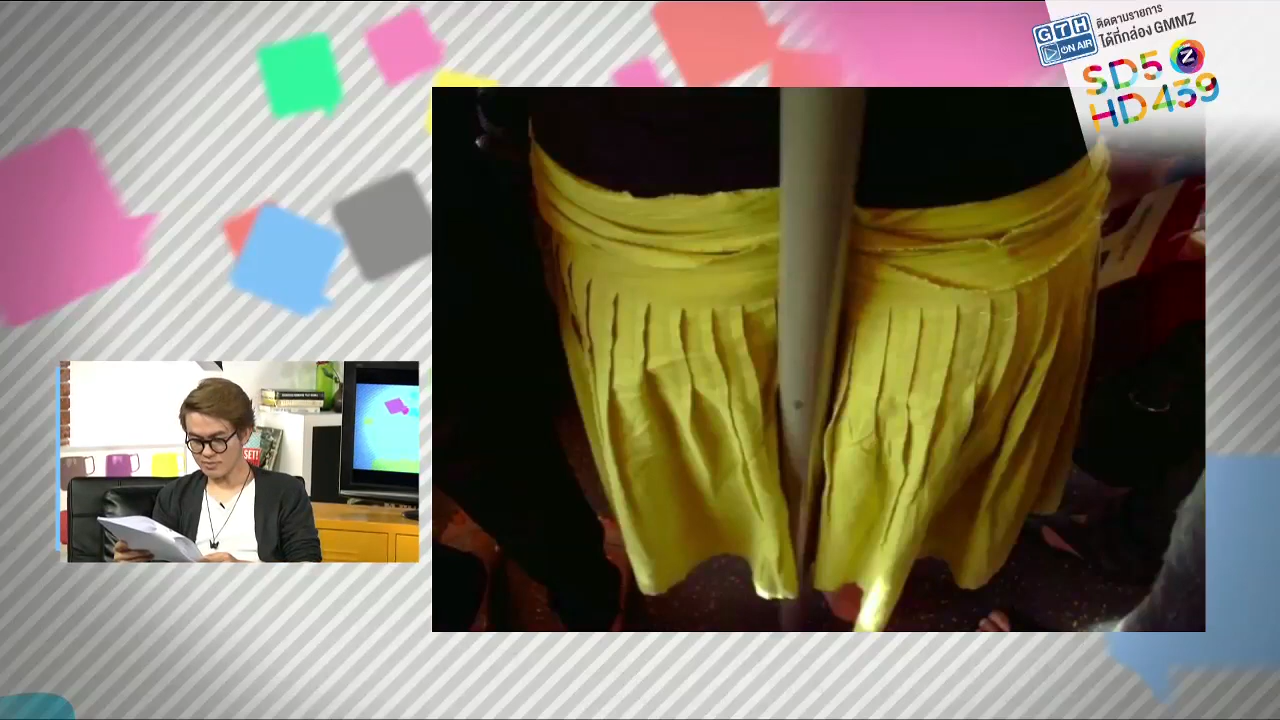 GTH
ON AIR
ติดตามรายการ
ได้ที่กล่อง GMMZ
SD5
Z
HD459
SET!